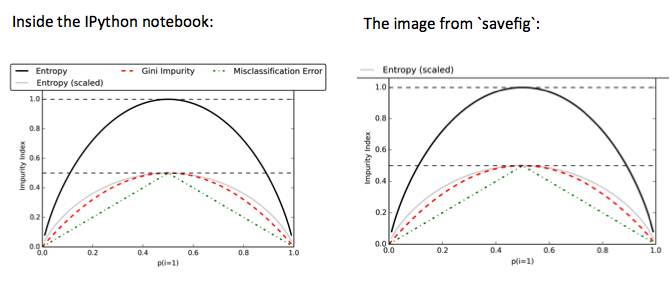 Inside the IPython notebook:
The image from `savefig`:
Entropy
Gini Impurity
Misclassification Error
Entropy (scaled)
1.0
0.8
0.6
0.4
0.2
0.0
Impurity Index
0.0 0.2 0.4 0.6 0.8 1.0
p(i=1)
Entropy (scaled)
1.0
0.8
0.6
0.4
0.2
0.0
Impurity Index
0.0 0.2 0.4 0.6 0.8 1.0
p(i=1)